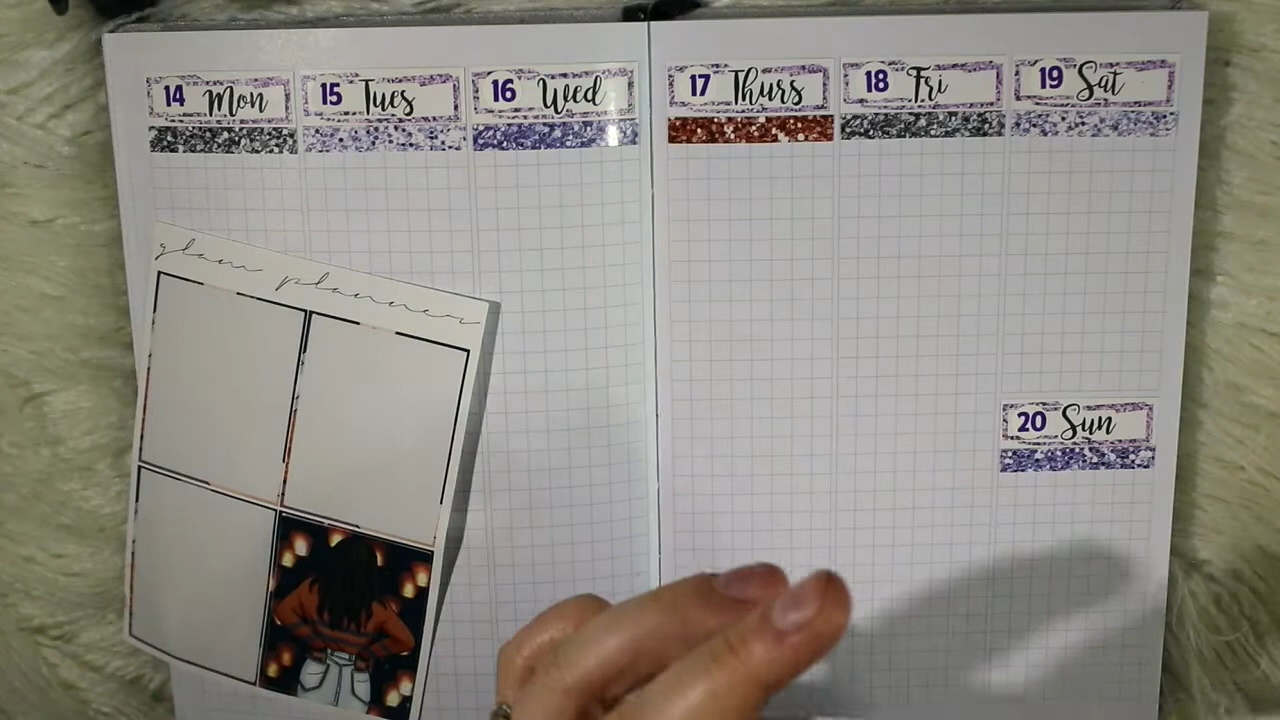 14 Mon
15 Tues
16 Wed
17 Thurs
18 Fri
19 Sat
glam planner
20 Sun